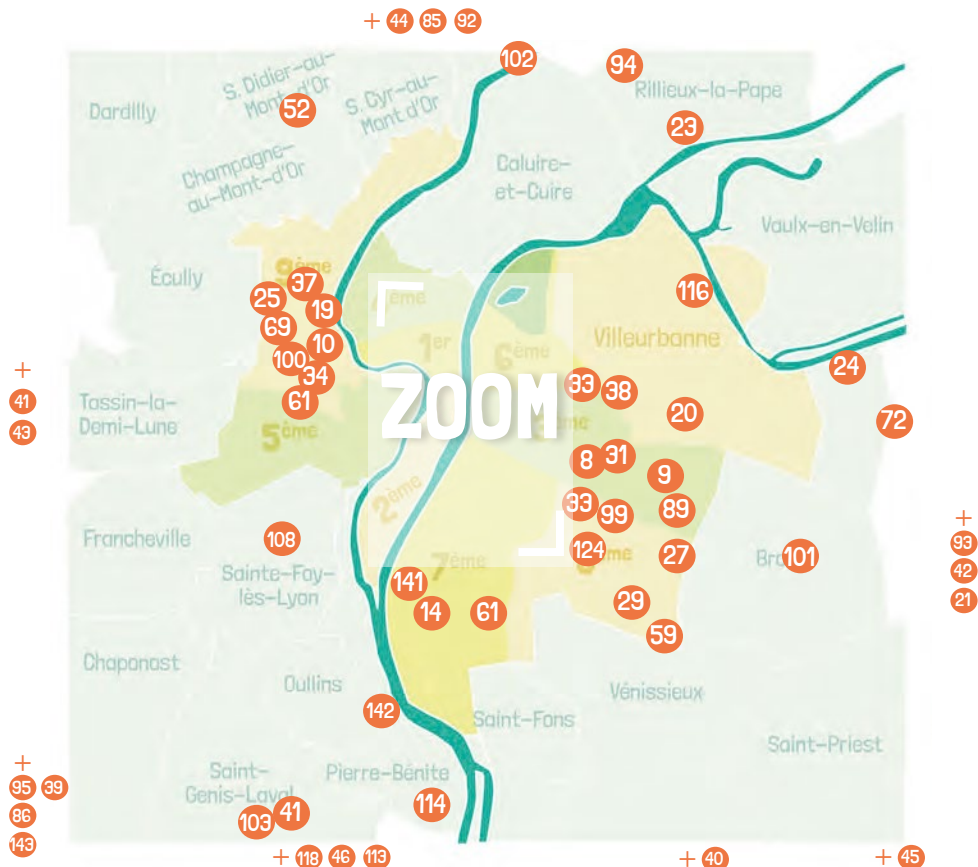 + 44 85 92
102
94
S. Didier-au-
Mont-d'Or
52
S. Cyr-au-
Mont d'Or
Dardilly
Rillieux-la-Pape
23
Champagne-
au-Mont-d'Or
Caluire-
et-Cuire
Vaulx-en-Velin
Écully
9ème
37
25
19
69
10
100
34
61
5ème
4ème
1er
6ème
116
Villeurbanne
24
+
41
43
Tassin-la-
Demi-Lune
ZOOM
3ème
93
38
20
72
8
31
9
93
99
89
2ème
Francheville
108
124
27
101
+
93
42
21
Sainte-Foy-
lès-Lyon
7ème
141
14
61
29
59
Chaponost
Oullins
142
Saint-Fons
Vénissieux
Saint-Priest
+
95 39
86
143
Saint-
Genis-Laval
103
41
Pierre-Bénite
114
+ 118 46 113
+ 40
+ 45